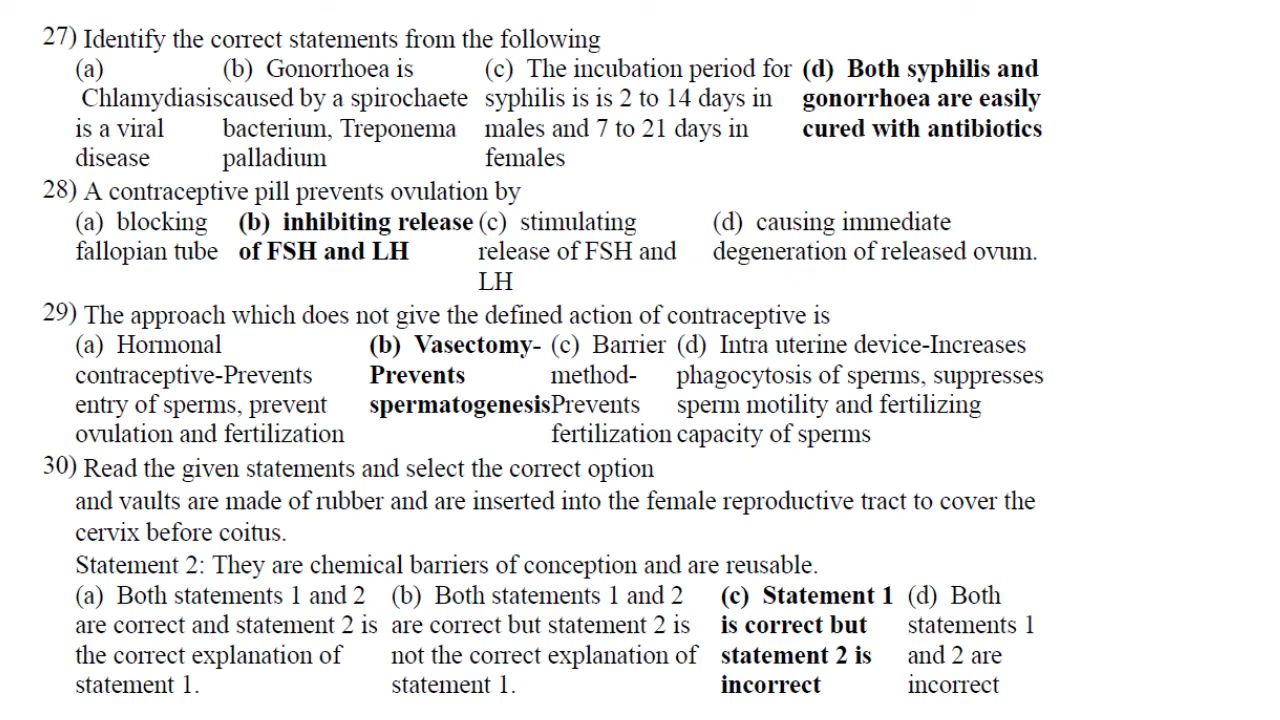 27) Identify the correct statements from the following
(a) Chlamydiasis is a viral disease
(b) Gonorrhoea is caused by a spirochaete bacterium, Treponema palladium
(c) The incubation period for syphilis is is 2 to 14 days in males and 7 to 21 days in females
(d) Both syphilis and gonorrhoea are easily cured with antibiotics
28) A contraceptive pill prevents ovulation by
(a) blocking fallopian tube
(b) inhibiting release of FSH and LH
(c) stimulating release of FSH and LH
(d) causing immediate degeneration of released ovum.
29) The approach which does not give the defined action of contraceptive is
(a) Hormonal contraceptive-Prevents entry of sperms, prevent ovulation and fertilization
(b) Vasectomy-Prevents spermatogenesis
(c) Barrier method-Prevents fertilization
(d) Intra uterine device-Increases phagocytosis of sperms, suppresses sperm motility and fertilizing capacity of sperms
30) Read the given statements and select the correct option
and vaults are made of rubber and are inserted into the female reproductive tract to cover the
cervix before coitus.
Statement 2: They are chemical barriers of conception and are reusable.
(a) Both statements 1 and 2 are correct and statement 2 is the correct explanation of statement 1.
(b) Both statements 1 and 2 are correct but statement 2 is not the correct explanation of statement 1.
(c) Statement 1 is correct but statement 2 is incorrect
(d) Both statements 1 and 2 are incorrect